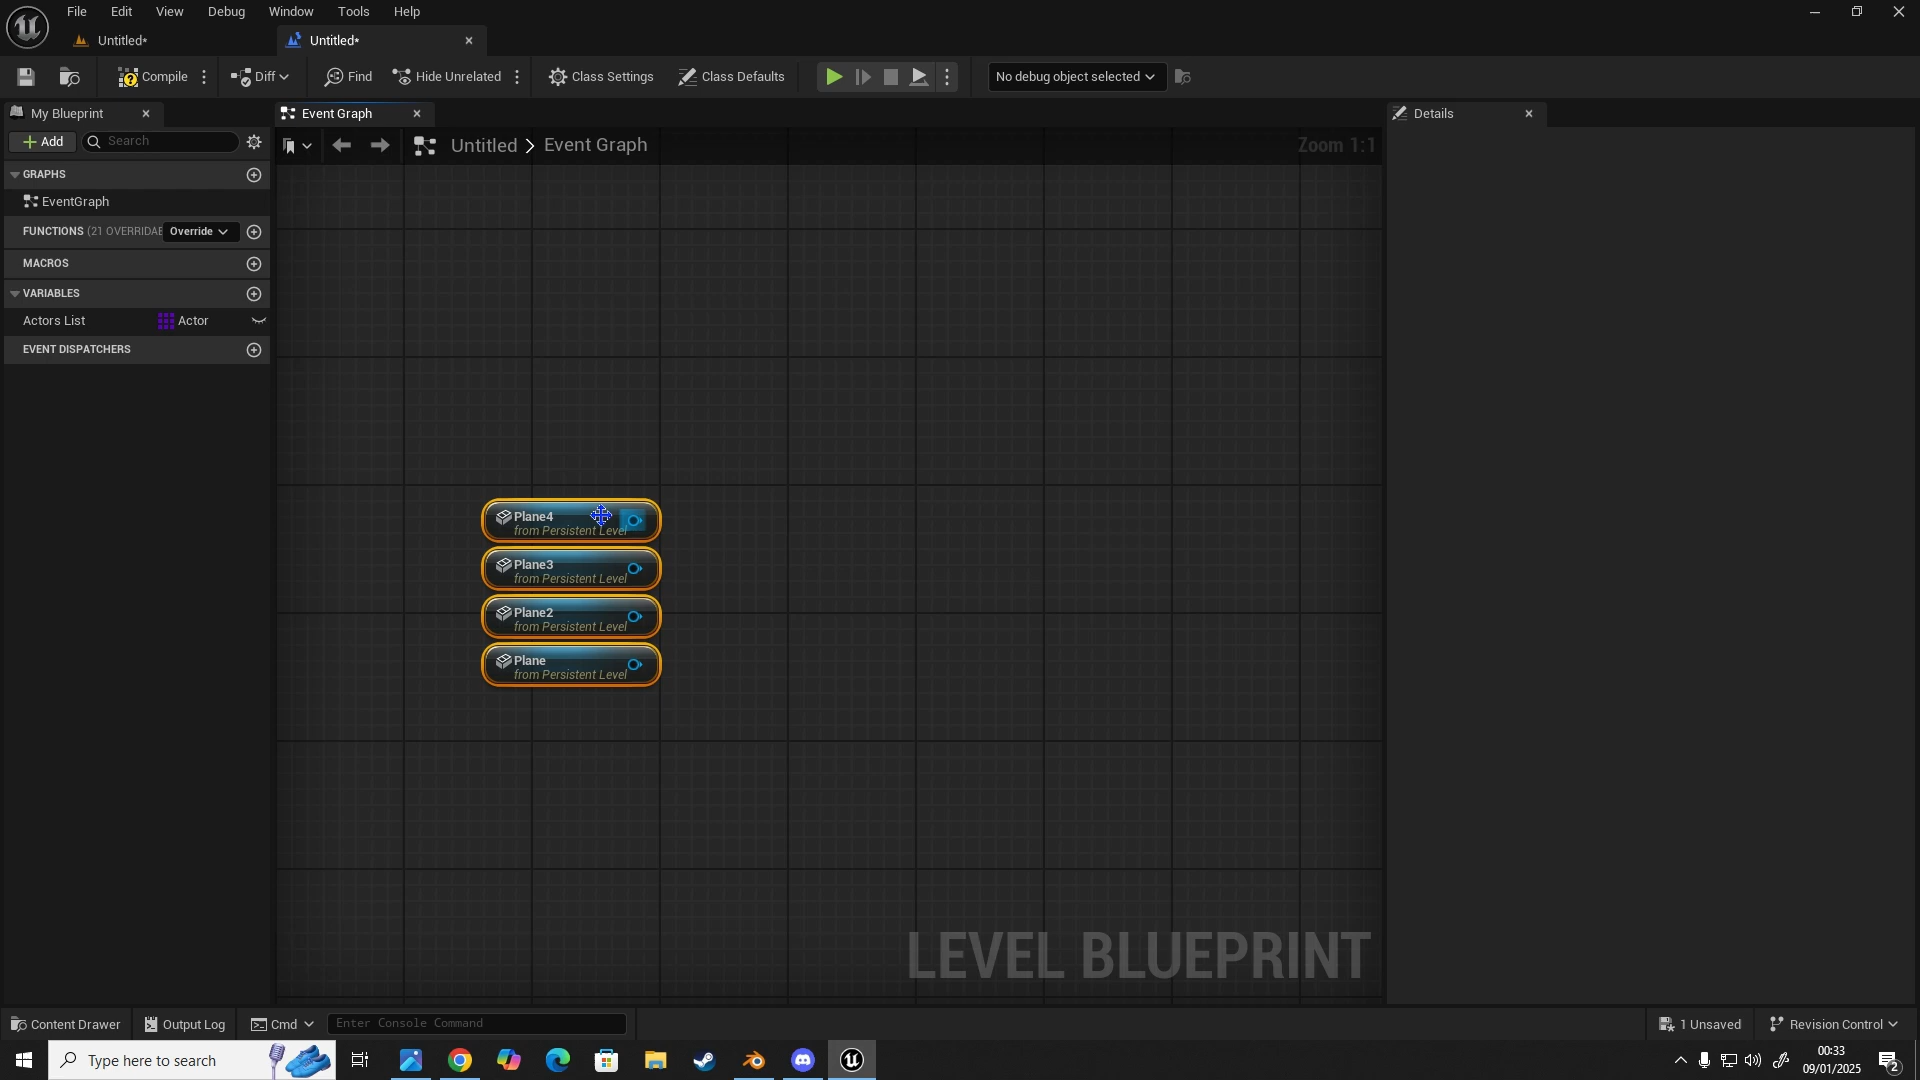 File Edit View Debug Window Tools Help
Untitled* Untitled*
Compile Diff Find Hide Unrelated Class Settings Class Defaults No debug object selected
My Blueprint Event Graph Details
Add Search
Untitled > Event Graph Zoom 1:1
GRAPHS
EventGraph
FUNCTIONS (21 OVERRIDAB Override
MACROS
VARIABLES
Actors List Actor
EVENT DISPATCHERS
Plane4
from Persistent Level
Plane3
from Persistent Level
Plane2
from Persistent Level
Plane
from Persistent Level
LEVEL BLUEPRINT
Content Drawer Output Log Cmd Enter Console Command 1 Unsaved Revision Control
Type here to search
00:33
09/01/2025
2